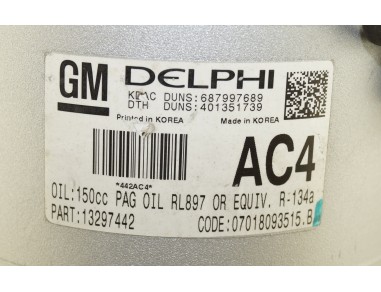 GM DELPHI
DUNS:687997689
DTH DUNS:401351739
Printed in KOREA Made in KOREA
AC4
*442AC4*
OIL:150cc PAG OIL RL897 OR EQUIV. R-134a
PART:13297442 CODE:07018093515.B